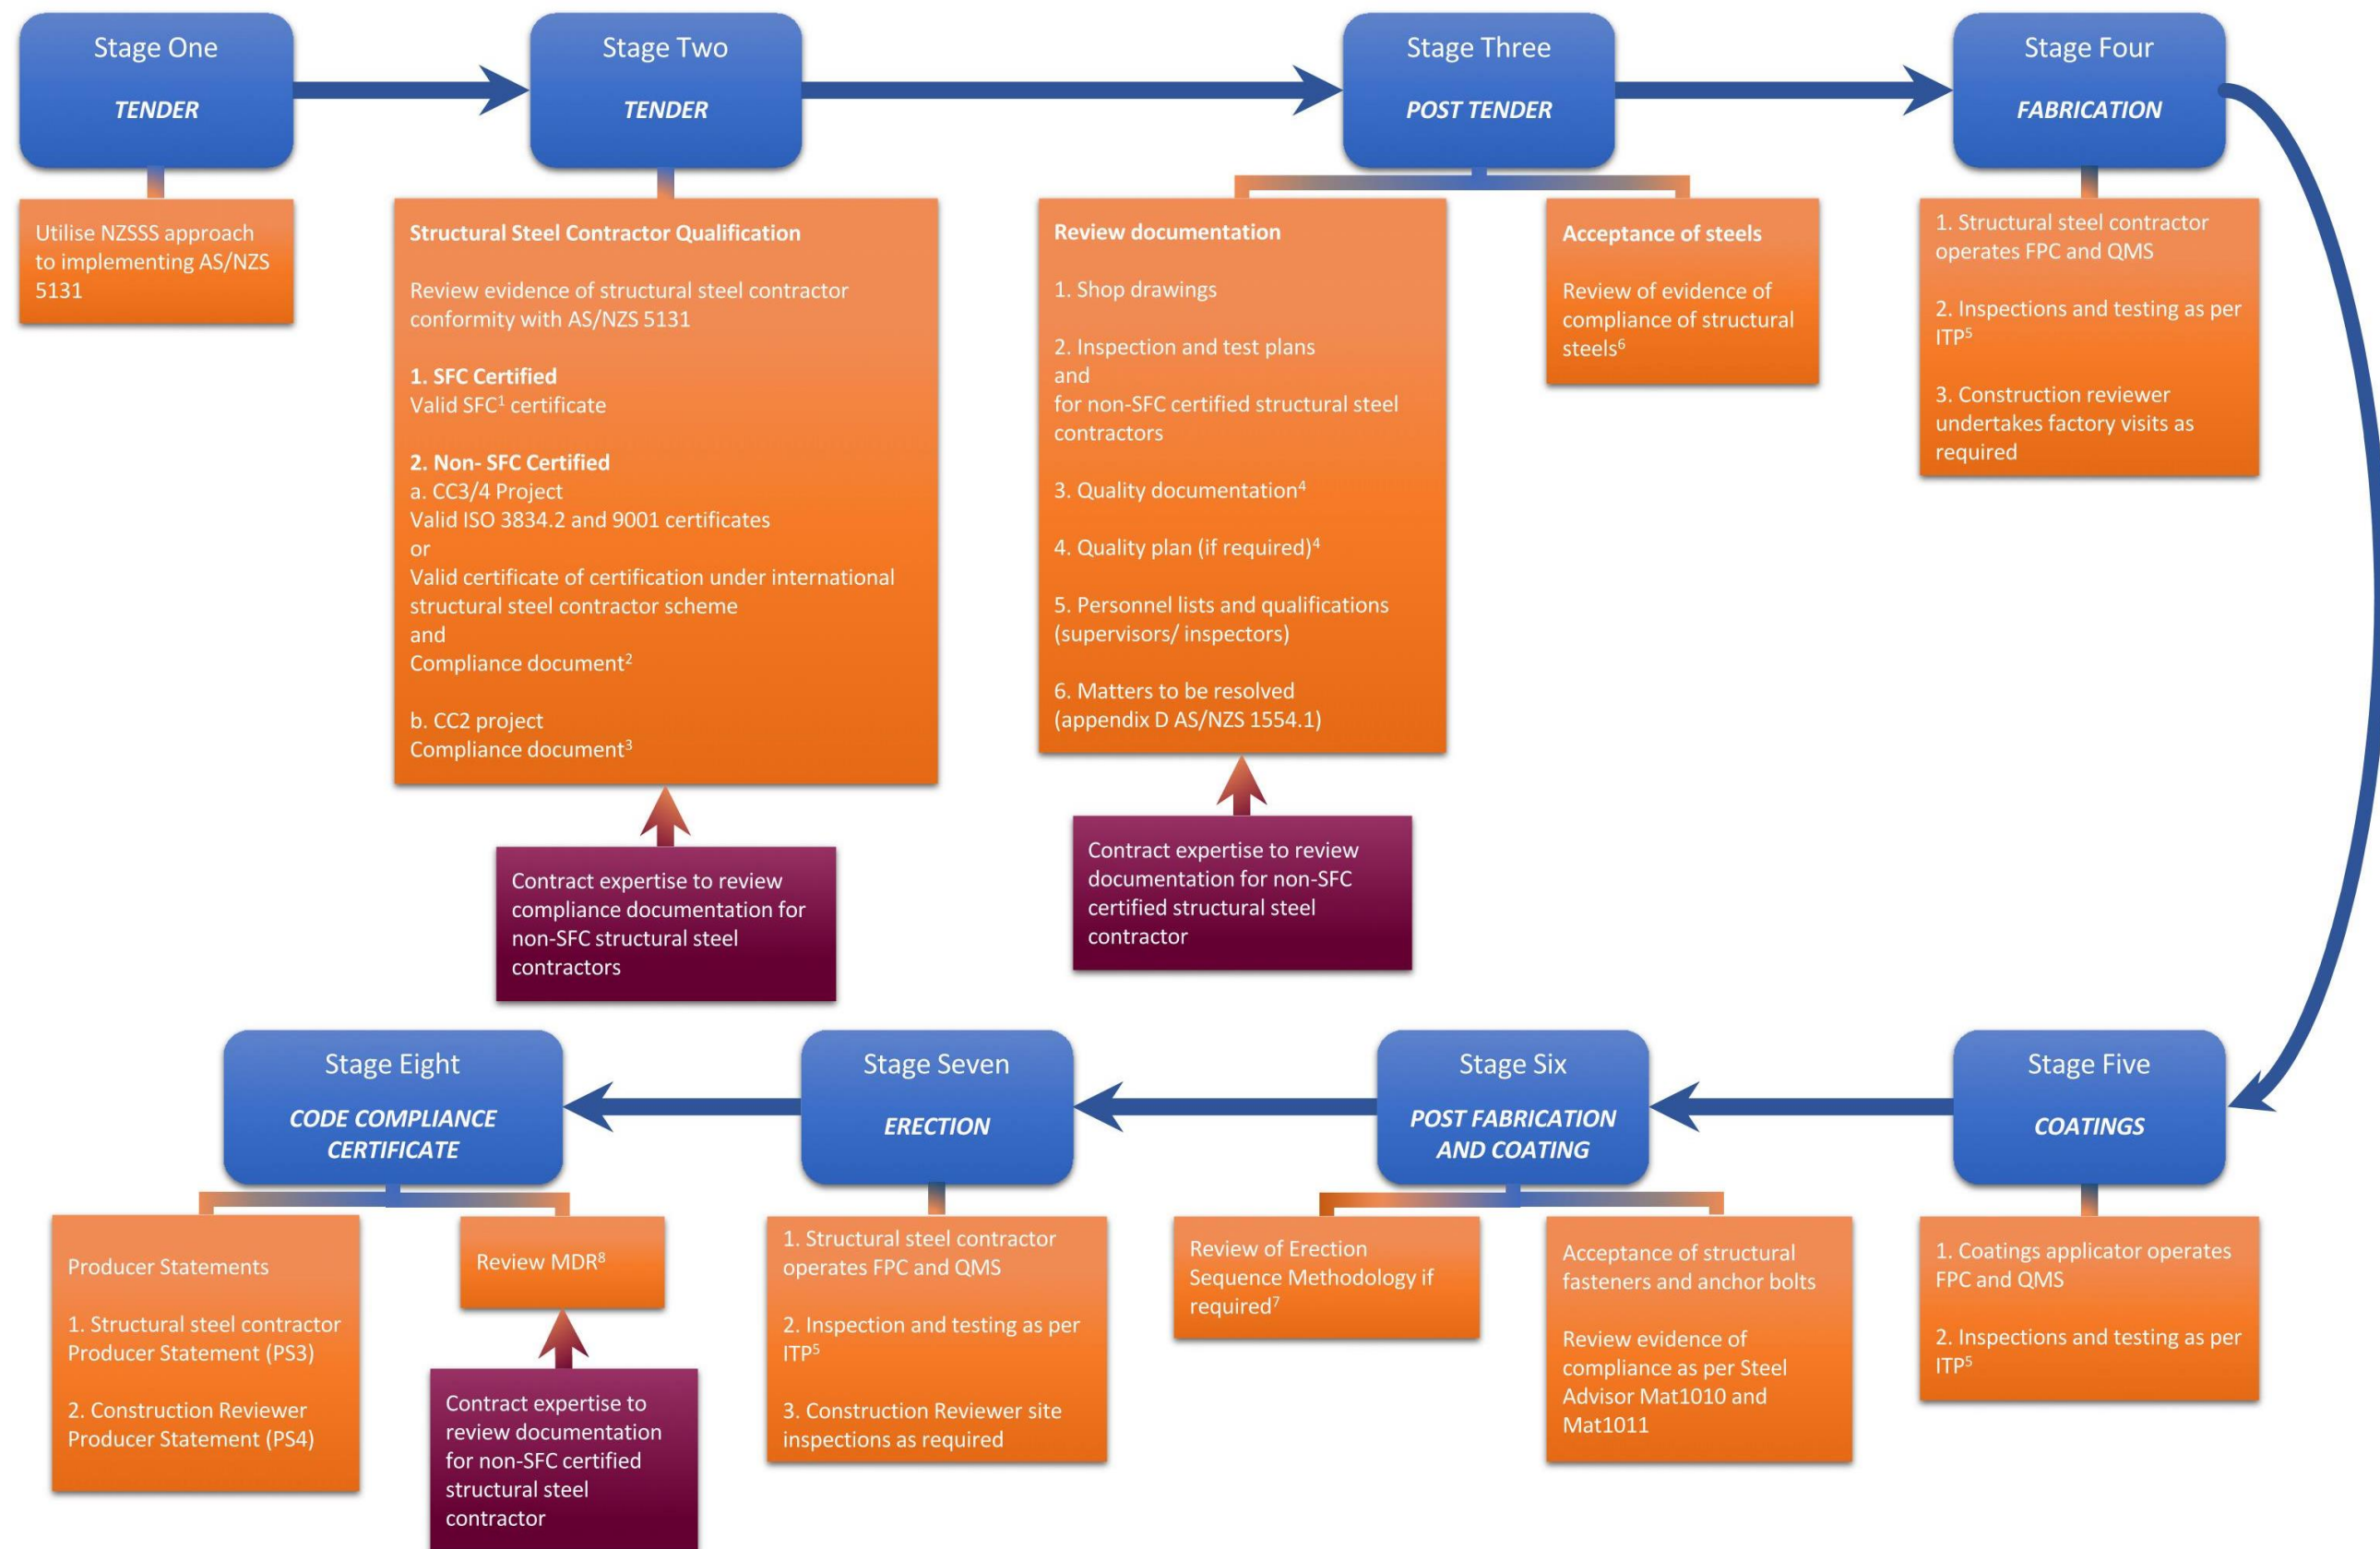 Stage One
TENDER
Utilise NZSSS approach
to implementing AS/NZS
5131
Stage Two
TENDER
Structural Steel Contractor Qualification
Review evidence of structural steel contractor
conformity with AS/NZS 5131
1. SFC Certified
Valid SFC¹ certificate
2. Non- SFC Certified
a. CC3/4 Project
Valid ISO 3834.2 and 9001 certificates
or
Valid certificate of certification under international
structural steel contractor scheme
and
Compliance document²
b. CC2 project
Compliance document³
Contract expertise to review
compliance documentation for
non-SFC structural steel
contractors
Stage Three
POST TENDER
Review documentation
1. Shop drawings
2. Inspection and test plans
and
for non-SFC certified structural steel
contractors
3. Quality documentation⁴
4. Quality plan (if required)⁴
5. Personnel lists and qualifications
(supervisors/ inspectors)
6. Matters to be resolved
(appendix D AS/NZS 1554.1)
Contract expertise to review
documentation for non-SFC
certified structural steel
contractor
Acceptance of steels
Review of evidence of
compliance of structural
steels⁶
Stage Four
FABRICATION
1. Structural steel contractor
operates FPC and QMS
2. Inspections and testing as per
ITP⁵
3. Construction reviewer
undertakes factory visits as
required
Stage Five
COATINGS
1. Coatings applicator operates
FPC and QMS
2. Inspections and testing as per
ITP⁵
Stage Six
POST FABRICATION
AND COATING
Review of Erection
Sequence Methodology if
required⁷
Acceptance of structural
fasteners and anchor bolts
Review evidence of
compliance as per Steel
Advisor Mat1010 and
Mat1011
Stage Seven
ERECTION
1. Structural steel contractor
operates FPC and QMS
2. Inspection and testing as per
ITP⁵
3. Construction Reviewer site
inspections as required
Stage Eight
CODE COMPLIANCE
CERTIFICATE
Producer Statements
1. Structural steel contractor
Producer Statement (PS3)
2. Construction Reviewer
Producer Statement (PS4)
Review MDR⁸
Contract expertise to
review documentation
for non-SFC certified
structural steel
contractor